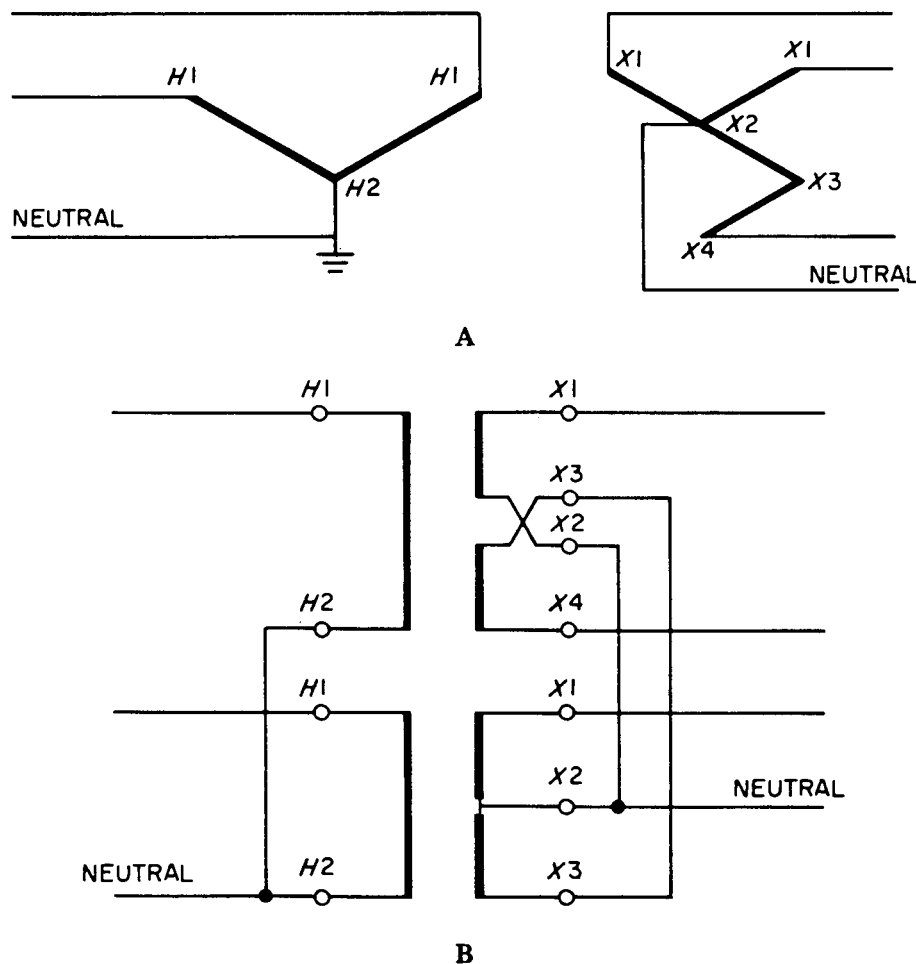 H1
H1
X1
X1
X2
H2
X3
NEUTRAL
X4
NEUTRAL
A
H1
X1
X3
X2
H2
X4
H1
X1
X2
NEUTRAL
NEUTRAL
H2
X3
B